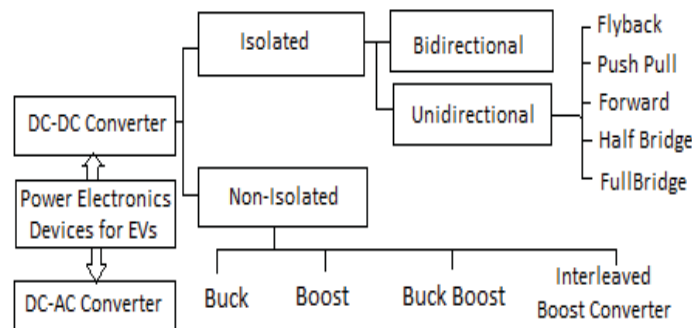 Isolated
Bidirectional
Unidirectional
Flyback
Push Pull
Forward
Half Bridge
FullBridge
DC-DC Converter
Power Electronics
Devices for EVs
DC-AC Converter
Non-Isolated
Buck
Boost
Buck Boost
Interleaved
Boost Converter